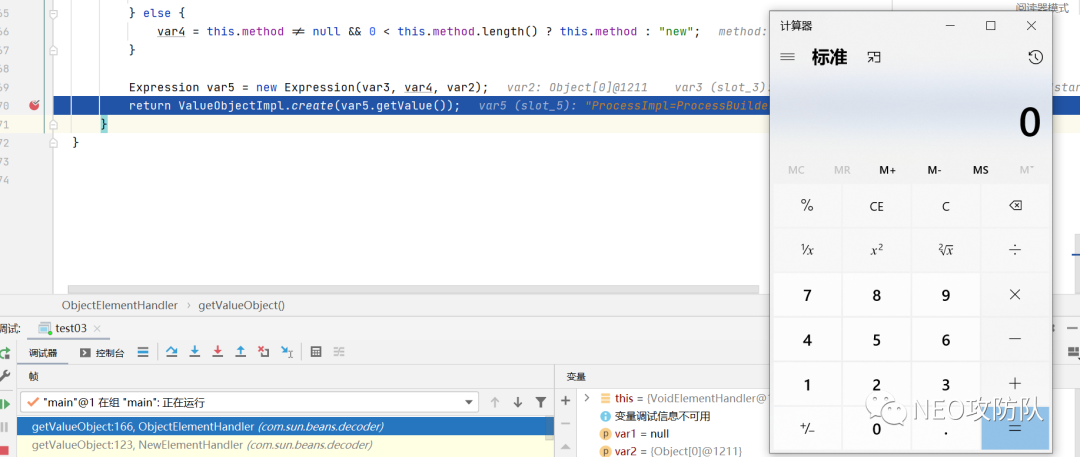 阅读器模式
65 } else {
66 var4 = this.method ≠ null && 0 < this.method.length() ? this.method : "new"; method:
67 }
68
69 Expression var5 = new Expression(var3, var4, var2); var2: Object[0]@1211 var3 (slot_3):
70 return ValueObjectImpl.create(var5.getValue()); var5 (slot_5): "ProcessImpl=ProcessBuilde
71 }
72 }
73
74
ObjectElementHandler › getValueObject()
调试: test03 ×
调试器 控制台
帧
"main"@1 在组 "main": 正在运行
getValueObject:166, ObjectElementHandler (com.sun.beans.decoder)
getValueObject:123, NewElementHandler (com.sun.beans.decoder)
变量
this = {VoidElementHandler@
变量调试信息不可用
var1 = null
var2 = {Object[0]@1211}
计算器
标准
0
MC MR M+ M- MS M˅
% CE C
¹/x x² ²√x ÷
7 8 9 ×
4 5 6 −
1 2 3 +
+/− 0 . =
NEO攻防队